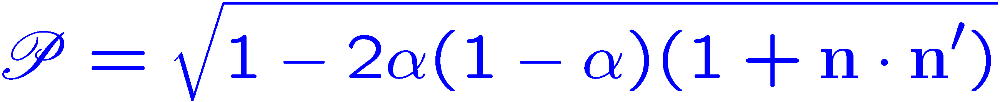 𝒫 = √1 − 2α(1 − α)(1 + n · n′)